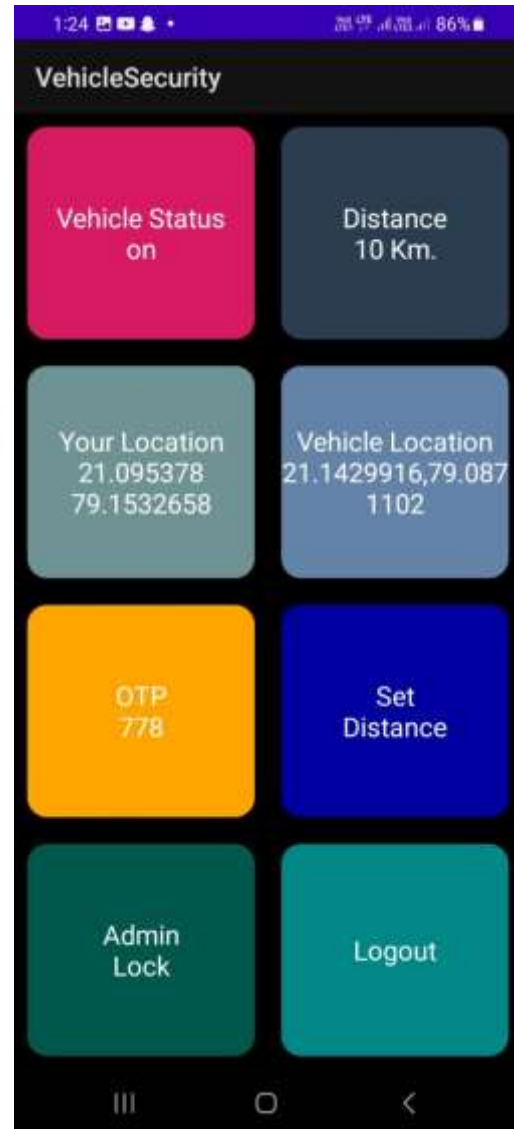 1:24
86%
VehicleSecurity
Vehicle Status
on
Distance
10 Km.
Your Location
21.095378
79.1532658
Vehicle Location
21.1429916,79.087
1102
OTP
778
Set
Distance
Admin
Lock
Logout